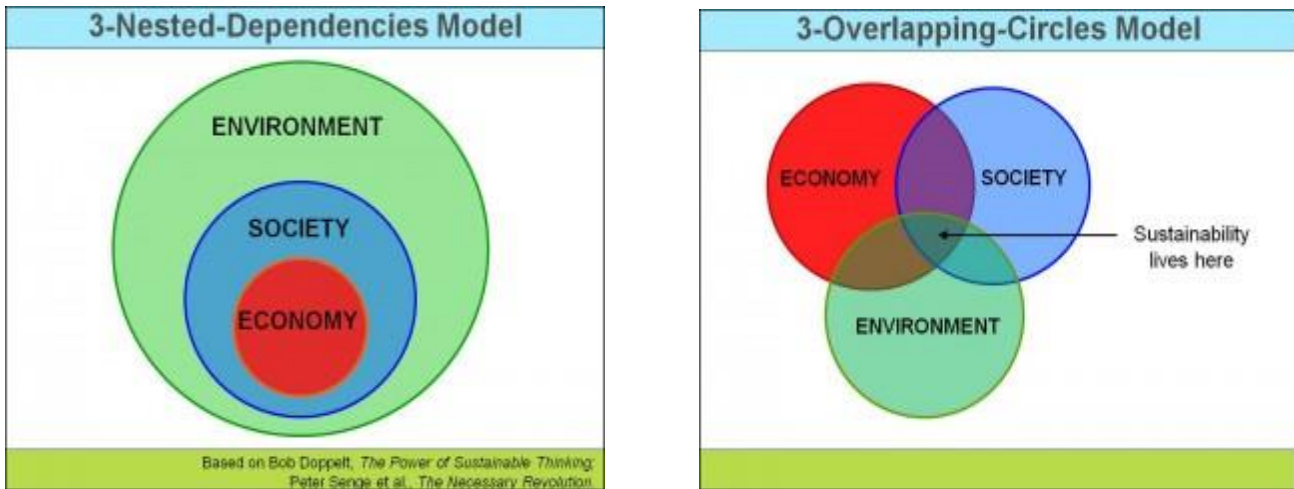 3-Nested-Dependencies Model
ENVIRONMENT
SOCIETY
ECONOMY
Based on Bob Doppelt, The Power of Sustainable Thinking;
Peter Senge et al., The Necessary Revolution.
3-Overlapping-Circles Model
ECONOMY
SOCIETY
Sustainability
lives here
ENVIRONMENT